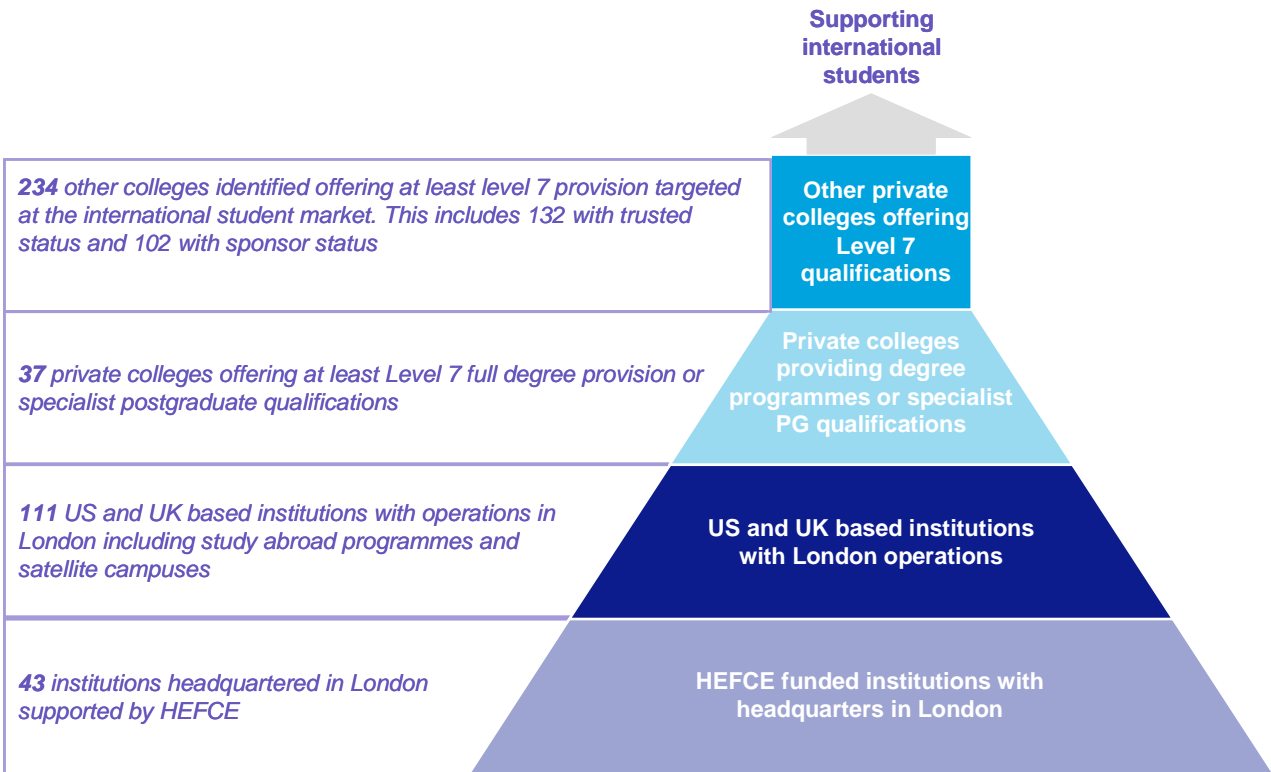 Supporting
international
students
234 other colleges identified offering at least level 7 provision targeted
at the international student market. This includes 132 with trusted
status and 102 with sponsor status
Other private
colleges offering
Level 7
qualifications
37 private colleges offering at least Level 7 full degree provision or
specialist postgraduate qualifications
Private colleges
providing degree
programmes or specialist
PG qualifications
111 US and UK based institutions with operations in
London including study abroad programmes and
satellite campuses
US and UK based institutions
with London operations
43 institutions headquartered in London
supported by HEFCE
HEFCE funded institutions with
headquarters in London